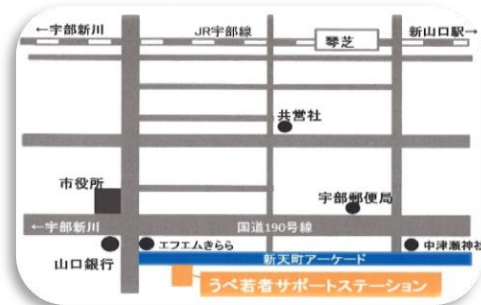 ←宇部新川 JR宇部線 琴芝 新山口駅→
共営社
市役所
宇部郵便局
←宇部新川 国道190号線
山口銀行 エフエムきらら 中津瀬神社
新天町アーケード
うべ若者サポートステーション